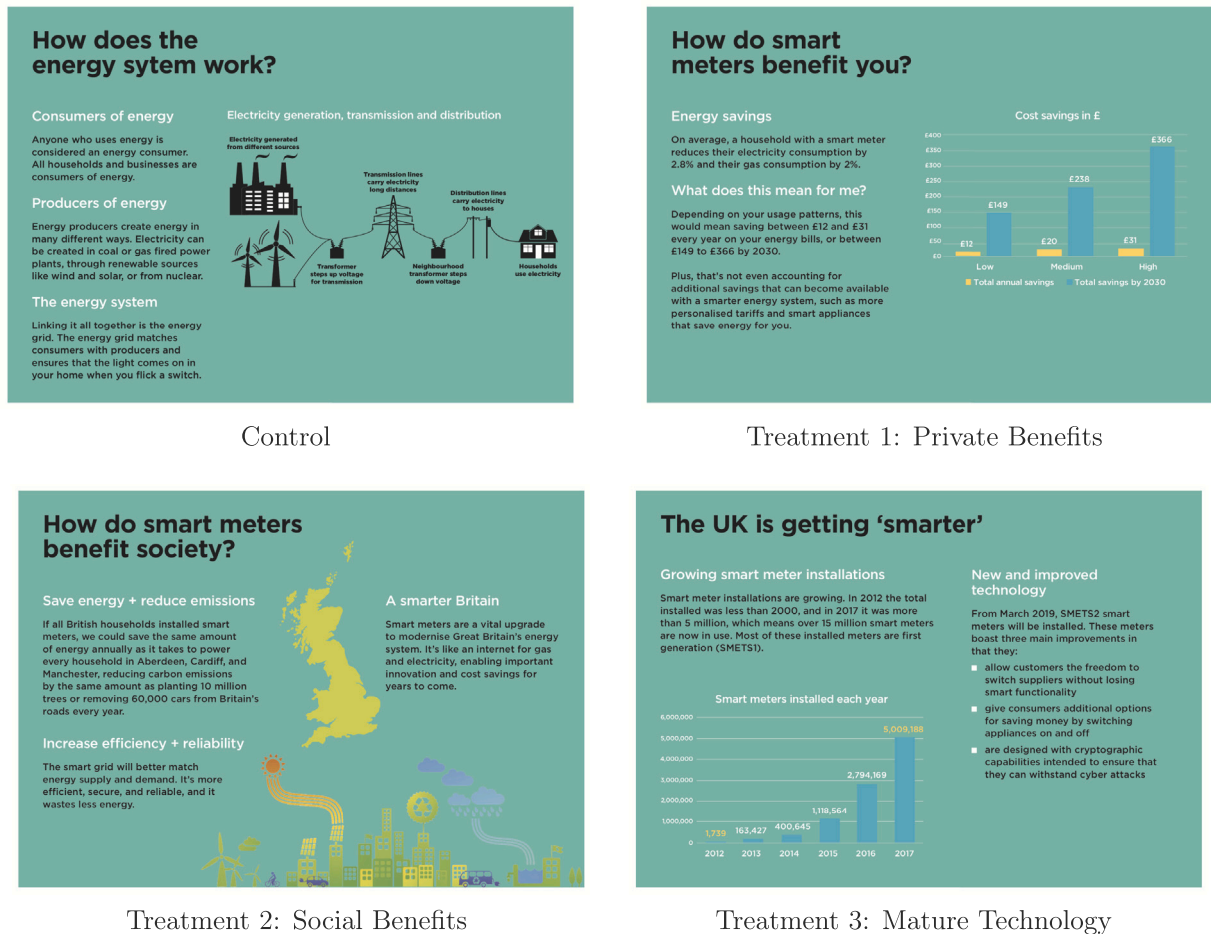 How does the
energy sytem work?
Consumers of energy
Anyone who uses energy is
considered an energy consumer.
All households and businesses are
consumers of energy.
Producers of energy
Energy producers create energy in
many different ways. Electricity can
be created in coal or gas fired power
plants, through renewable sources
like wind and solar, or from nuclear.
The energy system
Linking it all together is the energy
grid. The energy grid matches
consumers with producers and
ensures that the light comes on in
your home when you flick a switch.
Electricity generation, transmission and distribution
Electricity generated
from different sources
Transmission lines
carry electricity
long distances
Distribution lines
carry electricity
to houses
Transformer
steps up voltage
for transmission
Neighbourhood
transformer steps
down voltage
Households
use electricity
Control
How do smart
meters benefit you?
Energy savings
On average, a household with a smart meter
reduces their electricity consumption by
2.8% and their gas consumption by 2%.
What does this mean for me?
Depending on your usage patterns, this
would mean saving between £12 and £31
every year on your energy bills, or between
£149 to £366 by 2030.
Plus, that's not even accounting for
additional savings that can become available
with a smarter energy system, such as more
personalised tariffs and smart appliances
that save energy for you.
Cost savings in £
£400
£350
£300
£250
£200
£150
£100
£50
£0
£12
£149
£20
£238
£31
£366
Low
Medium
High
Total annual savings
Total savings by 2030
Treatment 1: Private Benefits
How do smart meters
benefit society?
Save energy + reduce emissions
If all British households installed smart
meters, we could save the same amount
of energy annually as it takes to power
every household in Aberdeen, Cardiff, and
Manchester, reducing carbon emissions
by the same amount as planting 10 million
trees or removing 60,000 cars from Britain's
roads every year.
Increase efficiency + reliability
The smart grid will better match
energy supply and demand. It's more
efficient, secure, and reliable, and it
wastes less energy.
A smarter Britain
Smart meters are a vital upgrade
to modernise Great Britain's energy
system. It's like an internet for gas
and electricity, enabling important
innovation and cost savings for
years to come.
Treatment 2: Social Benefits
The UK is getting ‘smarter’
Growing smart meter installations
Smart meter installations are growing. In 2012 the total
installed was less than 2000, and in 2017 it was more
than 5 million, which means over 15 million smart meters
are now in use. Most of these installed meters are first
generation (SMETS1).
Smart meters installed each year
6,000,000
5,000,000
4,000,000
3,000,000
2,000,000
1,000,000
0
1,739
163,427
400,645
1,118,564
2,794,169
5,009,188
2012
2013
2014
2015
2016
2017
New and improved
technology
From March 2019, SMETS2 smart
meters will be installed. These meters
boast three main improvements in
that they:
allow customers the freedom to
switch suppliers without losing
smart functionality
give consumers additional options
for saving money by switching
appliances on and off
are designed with cryptographic
capabilities intended to ensure that
they can withstand cyber attacks
Treatment 3: Mature Technology